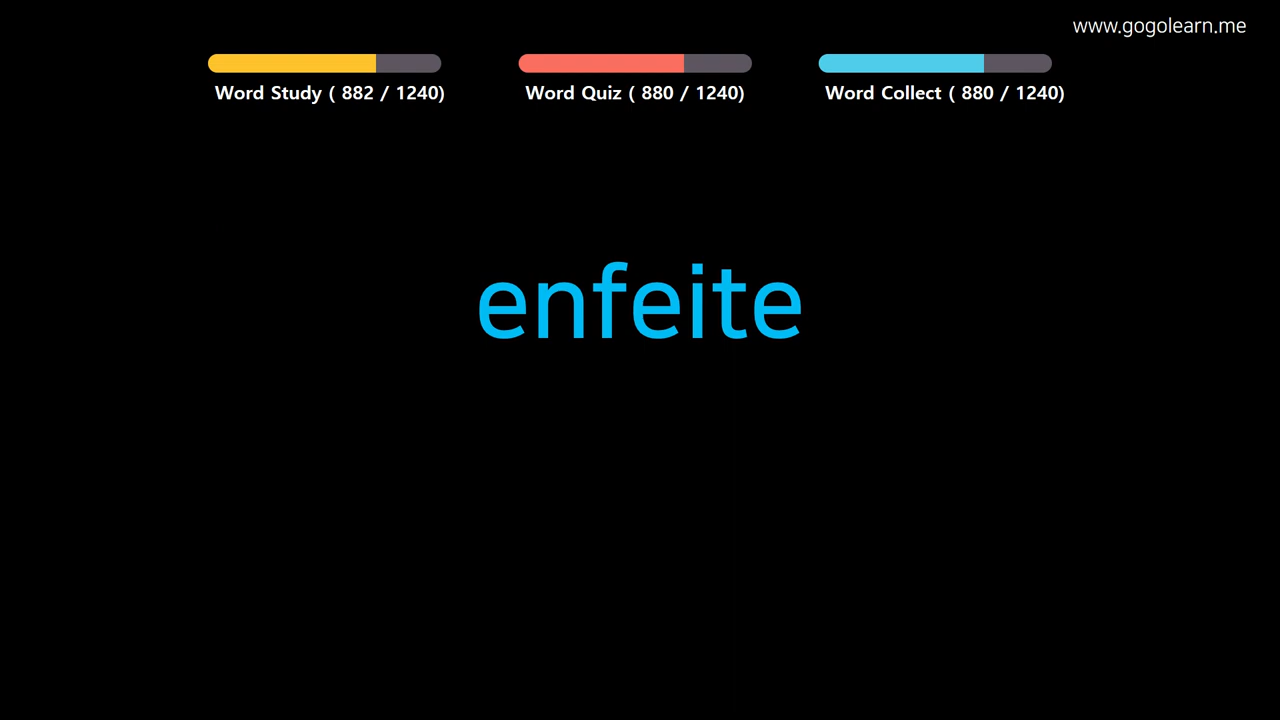 www.gogolearn.me
Word Study ( 882 / 1240)
Word Quiz ( 880 / 1240)
Word Collect ( 880 / 1240)
enfeite